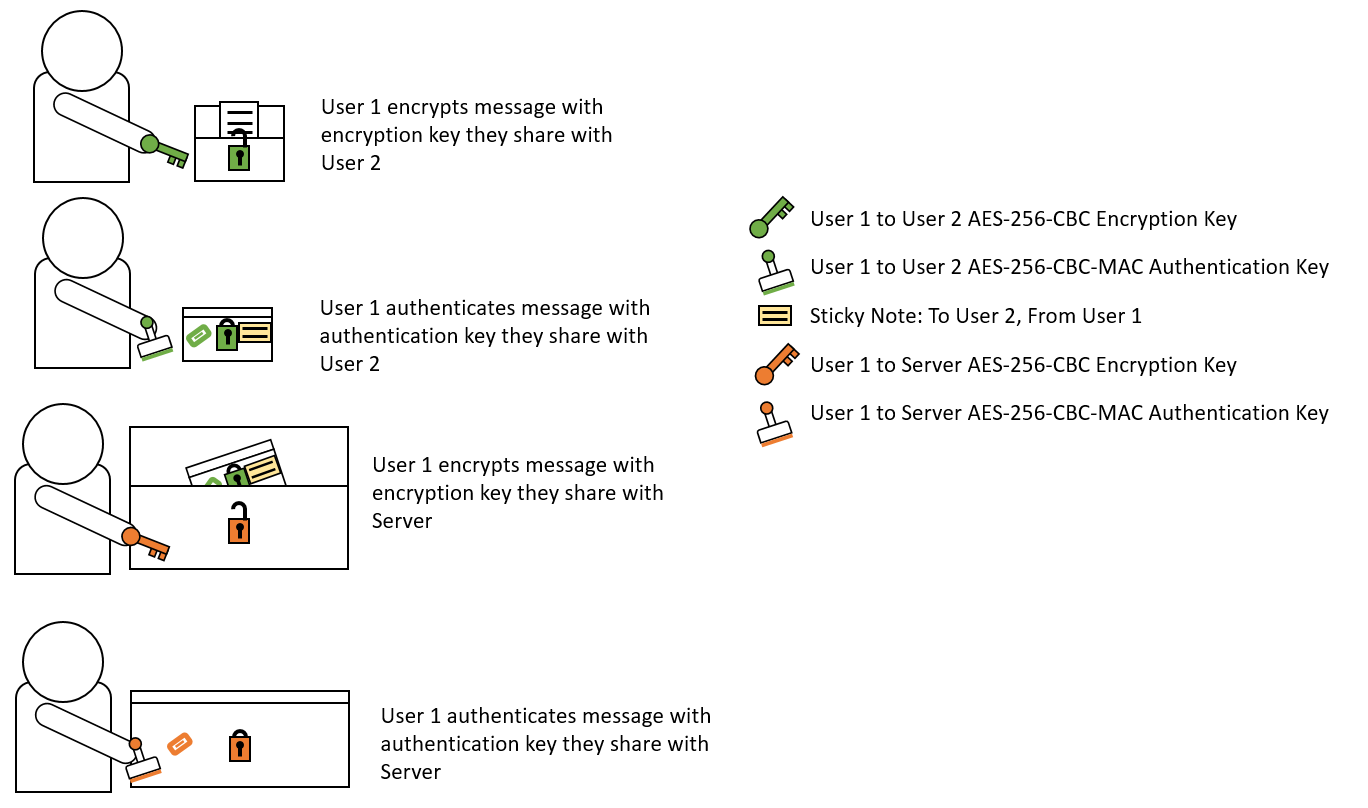 User 1 encrypts message with
encryption key they share with
User 2
User 1 authenticates message with
authentication key they share with
User 2
User 1 encrypts message with
encryption key they share with
Server
User 1 authenticates message with
authentication key they share with
Server
User 1 to User 2 AES-256-CBC Encryption Key
User 1 to User 2 AES-256-CBC-MAC Authentication Key
Sticky Note: To User 2, From User 1
User 1 to Server AES-256-CBC Encryption Key
User 1 to Server AES-256-CBC-MAC Authentication Key